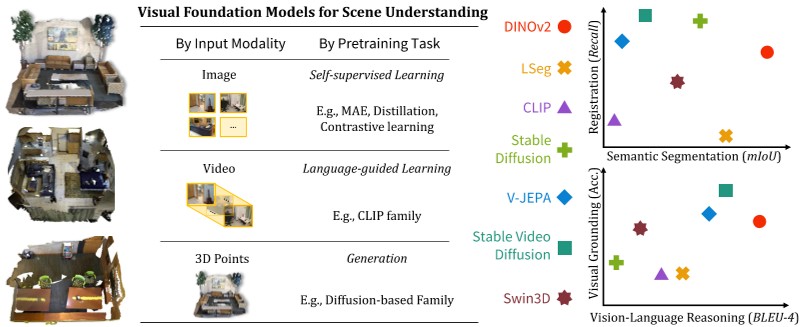 Visual Foundation Models for Scene Understanding
By Input Modality
By Pretraining Task
Image
Self-supervised Learning
...
E.g., MAE, Distillation,
Contrastive learning
Video
Language-guided Learning
E.g., CLIP family
3D Points
Generation
E.g., Diffusion-based Family
DINOv2
LSeg
CLIP
Stable
Diffusion
V-JEPA
Stable Video
Diffusion
Swin3D
Registration (Recall)
Semantic Segmentation (mIoU)
Visual Grounding (Acc.)
Vision-Language Reasoning (BLEU-4)